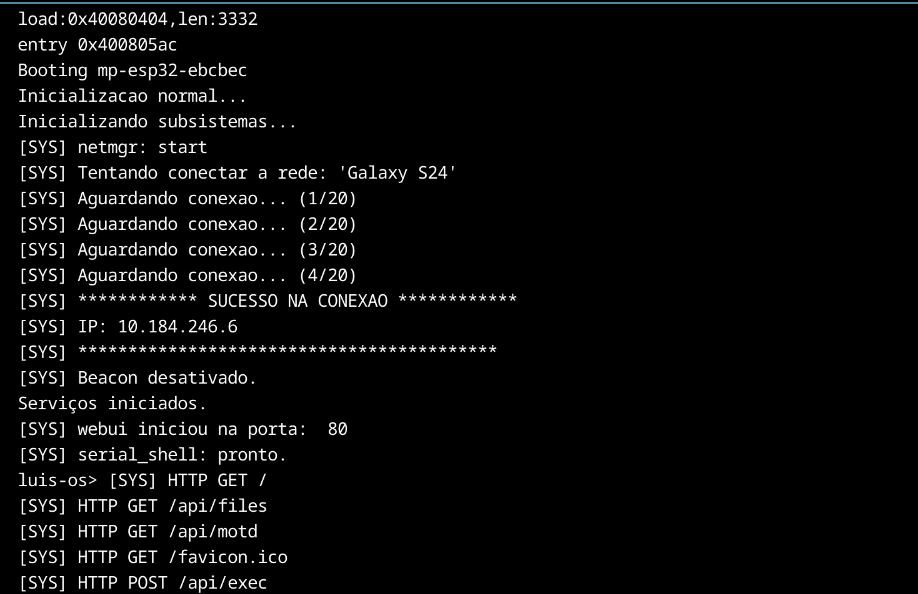 load:0x40080404,len:3332
entry 0x400805ac
Booting mp-esp32-ebcbec
Inicializacao normal...
Inicializando subsistemas...
[SYS] netmgr: start
[SYS] Tentando conectar a rede: 'Galaxy S24'
[SYS] Aguardando conexao... (1/20)
[SYS] Aguardando conexao... (2/20)
[SYS] Aguardando conexao... (3/20)
[SYS] Aguardando conexao... (4/20)
[SYS] ************ SUCESSO NA CONEXAO ************
[SYS] IP: 10.184.246.6
[SYS] ******************************************
[SYS] Beacon desativado.
Serviços iniciados.
[SYS] webui iniciou na porta:  80
[SYS] serial_shell: pronto.
luis-os> [SYS] HTTP GET /
[SYS] HTTP GET /api/files
[SYS] HTTP GET /api/motd
[SYS] HTTP GET /favicon.ico
[SYS] HTTP POST /api/exec